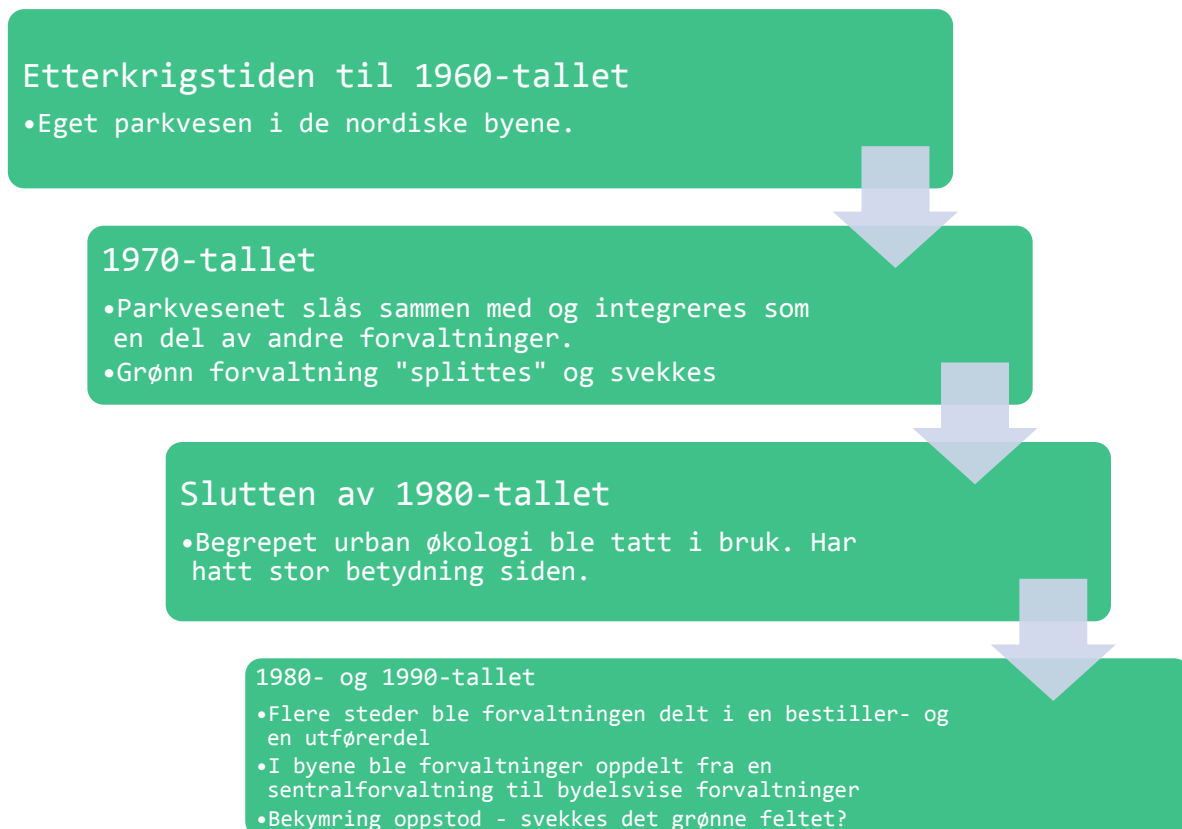 Etterkrigstiden til 1960-tallet
•Eget parkvesen i de nordiske byene.
1970-tallet
•Parkvesenet slås sammen med og integreres som
en del av andre forvaltninger.
•Grønn forvaltning "splittes" og svekkes
Slutten av 1980-tallet
•Begrepet urban økologi ble tatt i bruk. Har
hatt stor betydning siden.
1980- og 1990-tallet
•Flere steder ble forvaltningen delt i en bestiller- og
en utførerdel
•I byene ble forvaltninger oppdelt fra en
sentralforvaltning til bydelsvise forvaltninger
•Bekymring oppstod - svekkes det grønne feltet?